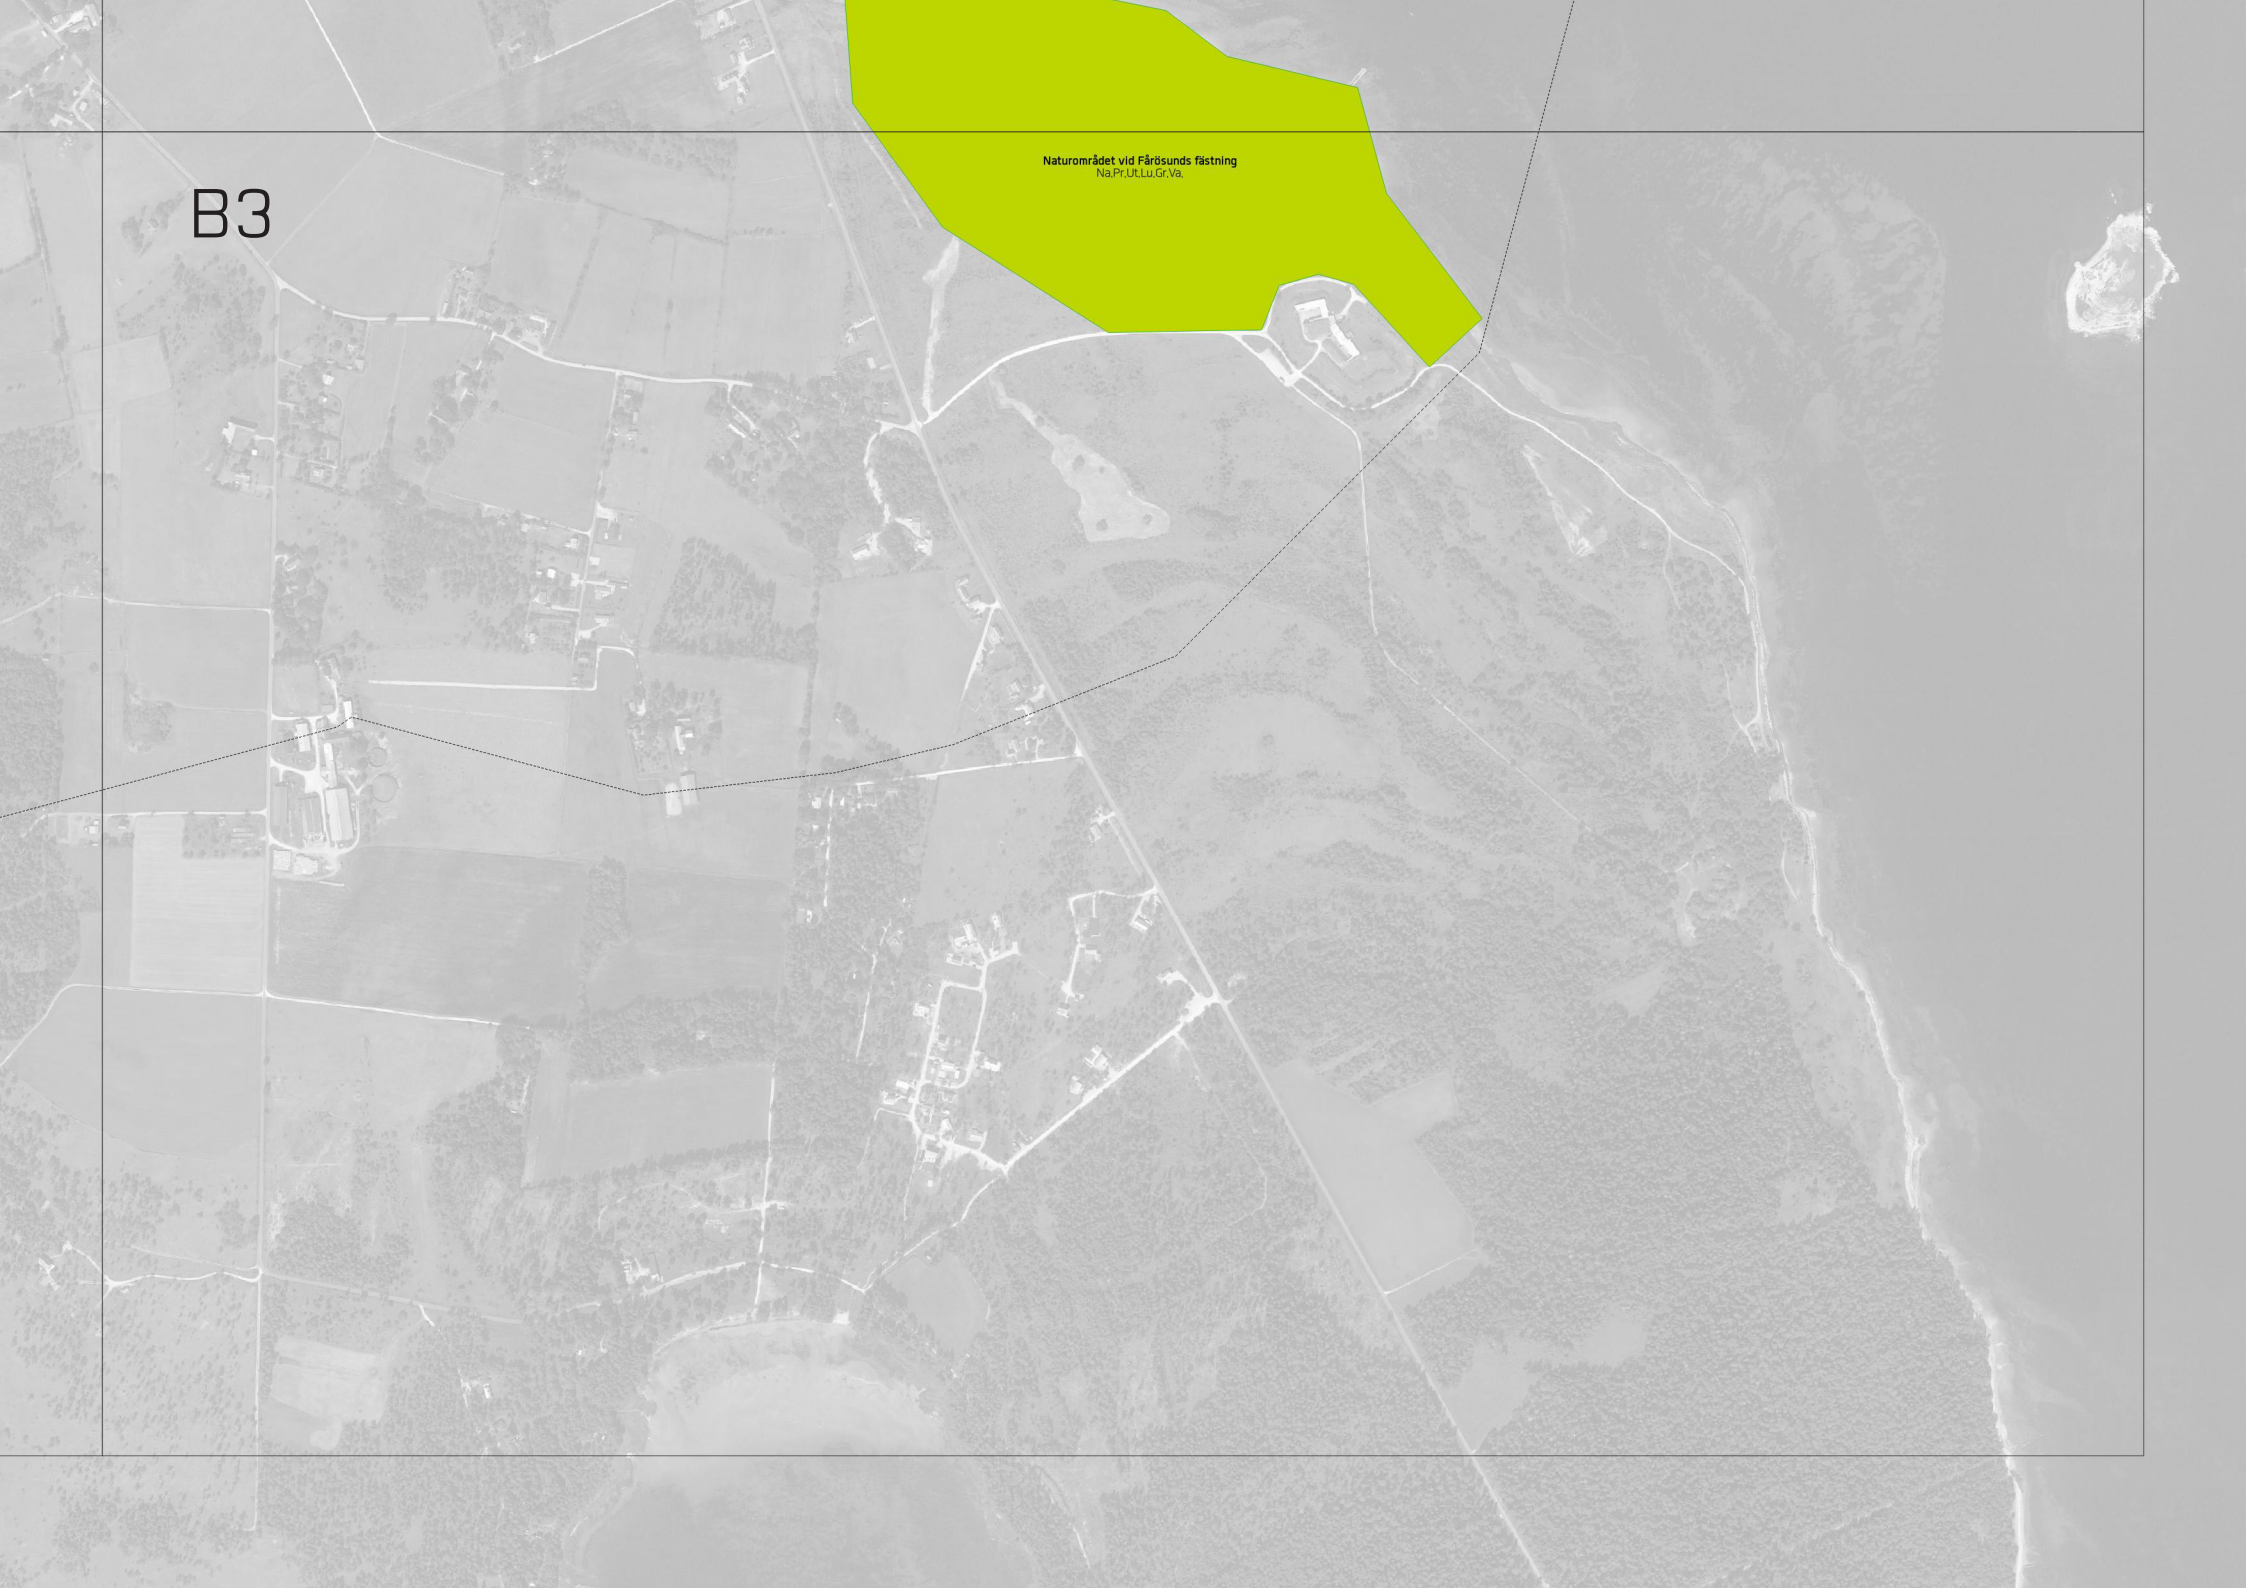 Naturområdet vid Fårösunds fästning
Na,Pr,Ut,Lu,Gr,Va,
B3